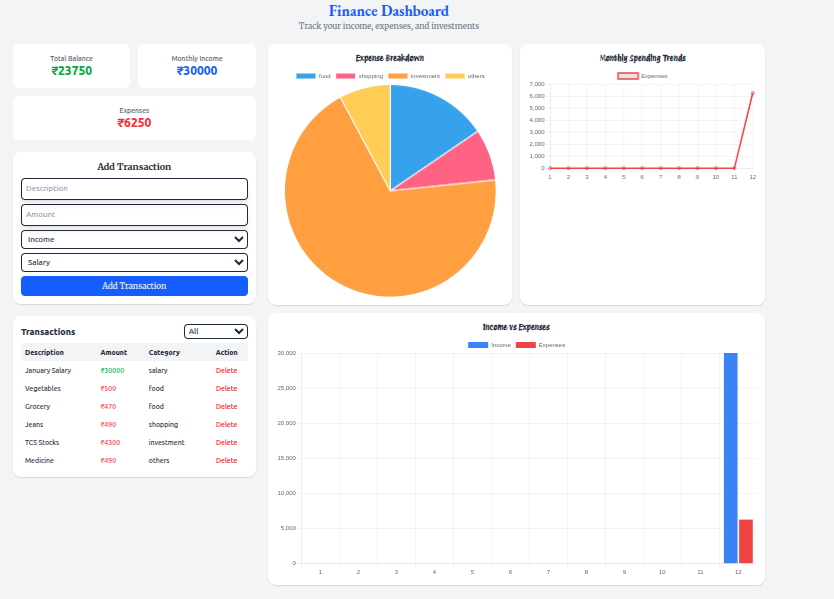 Finance Dashboard
Track your income, expenses, and investments
Total Balance
₹23750
Monthly Income
₹30000
Expenses
₹6250
Add Transaction
Description
Amount
Income
Salary
Add Transaction
Transactions
All
Description Amount Category Action
January Salary ₹30000 salary Delete
Vegetables ₹500 food Delete
Grocery ₹470 food Delete
Jeans ₹490 shopping Delete
TCS Stocks ₹4300 investment Delete
Medicine ₹490 others Delete
Expense Breakdown
food shopping investment others
Monthly Spending Trends
Expenses
7,000
6,000
5,000
4,000
3,000
2,000
1,000
0
1 2 3 4 5 6 7 8 9 10 11 12
Income vs Expenses
Income Expenses
30,000
25,000
20,000
15,000
10,000
5,000
0
1 2 3 4 5 6 7 8 9 10 11 12